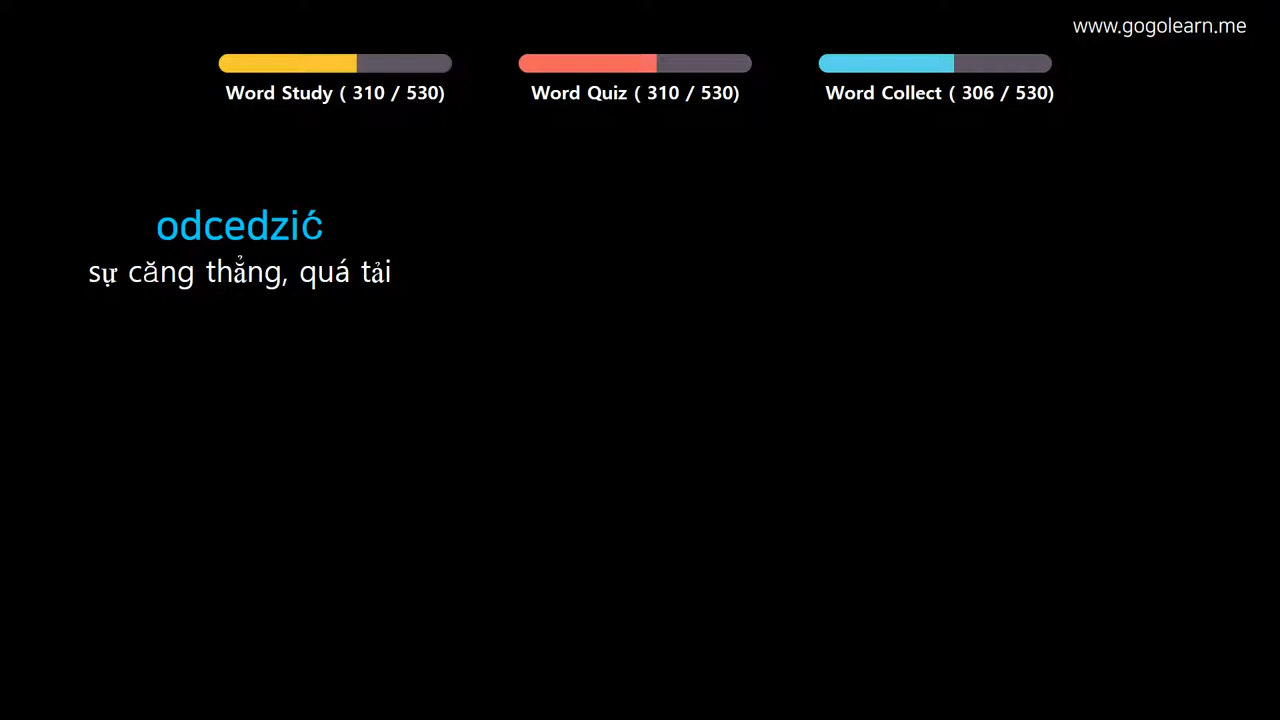 www.gogolearn.me
Word Study ( 310 / 530)
Word Quiz ( 310 / 530)
Word Collect ( 306 / 530)
odcedzić
sự căng thẳng, quá tải